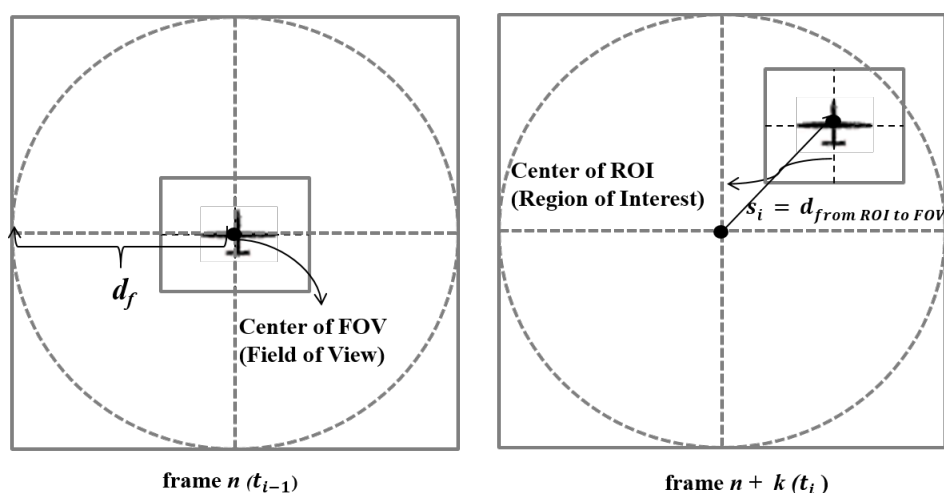 d_f
Center of FOV
(Field of View)
frame n (t_{i-1})
Center of ROI
(Region of Interest)
s_i = d_{from ROI to FOV}
frame n + k (t_i)